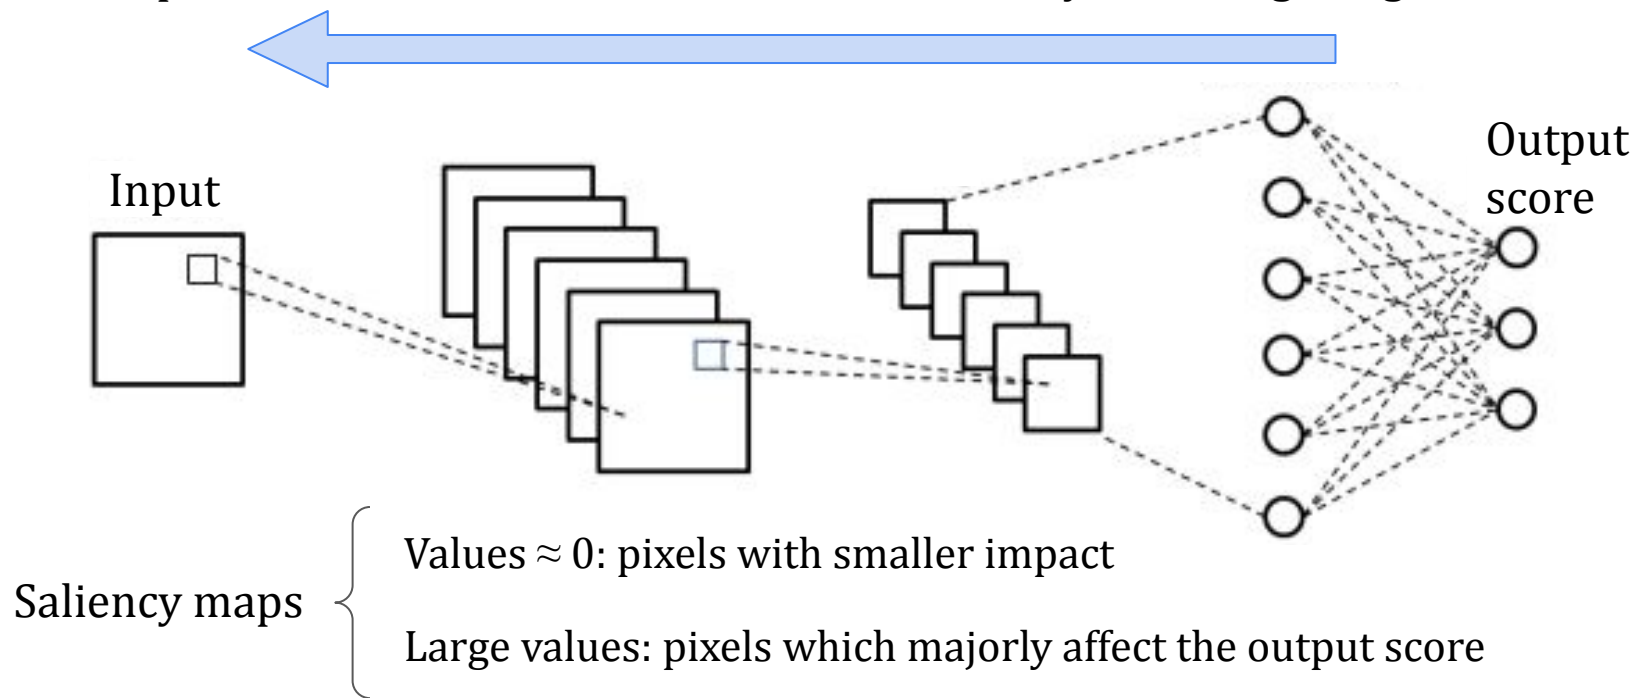 Input
Output
score
Saliency maps
Values ≈ 0: pixels with smaller impact
Large values: pixels which majorly affect the output score